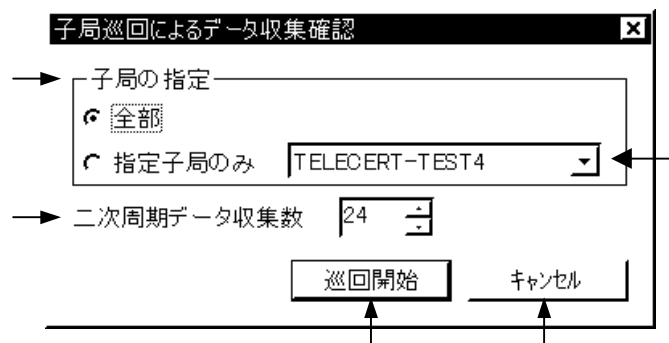 子局巡回によるデータ収集確認
子局の指定
全部
指定子局のみ TELECERT-TEST4
二次周期データ収集数 24
巡回開始 キャンセル